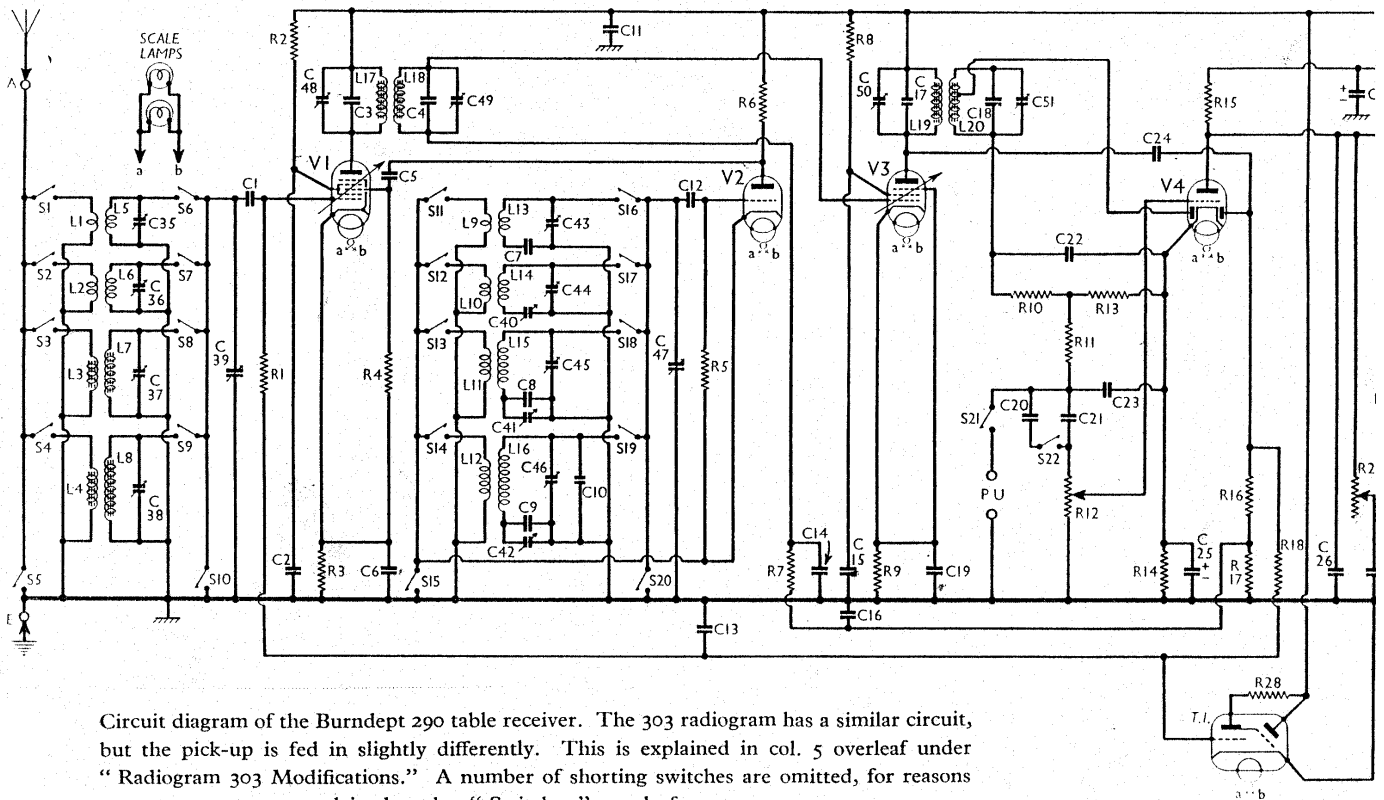 SCALE
LAMPS
A
a b
R2
C11
R8
C
48
L17
C3
L18
C4
C49
R6
C
50
C
17
L19
L20
C18
C51
R15
C
C24
V1
C5
V2
V3
V4
C1
C12
a b
a b
a b
a b
S1
L1
L5
C35
S6
S2
L2
L6
C
36
S7
S3
L3
L7
C
37
S8
S4
L4
L8
C
38
S9
S5
S10
E
C
39
R1
C2
R3
R4
C6
S11
L9
L13
C7
C43
S16
S12
L10
L14
C40
C44
S17
S13
L11
L15
C8
C41
C45
S18
S14
L12
L16
C46
C9
C42
C10
S19
S15
S20
C
47
R5
C13
R7
C14
C
15
C16
R9
C19
C22
R10
R13
R11
S21
C20
C21
C23
S22
PU
R12
R14
C
25
R16
R
17
R18
C
26
R2
R28
T.I.
a b
Circuit diagram of the Burndept 290 table receiver. The 303 radiogram has a similar circuit,
but the pick-up is fed in slightly differently. This is explained in col. 5 overleaf under
“ Radiogram 303 Modifications.” A number of shorting switches are omitted, for reasons